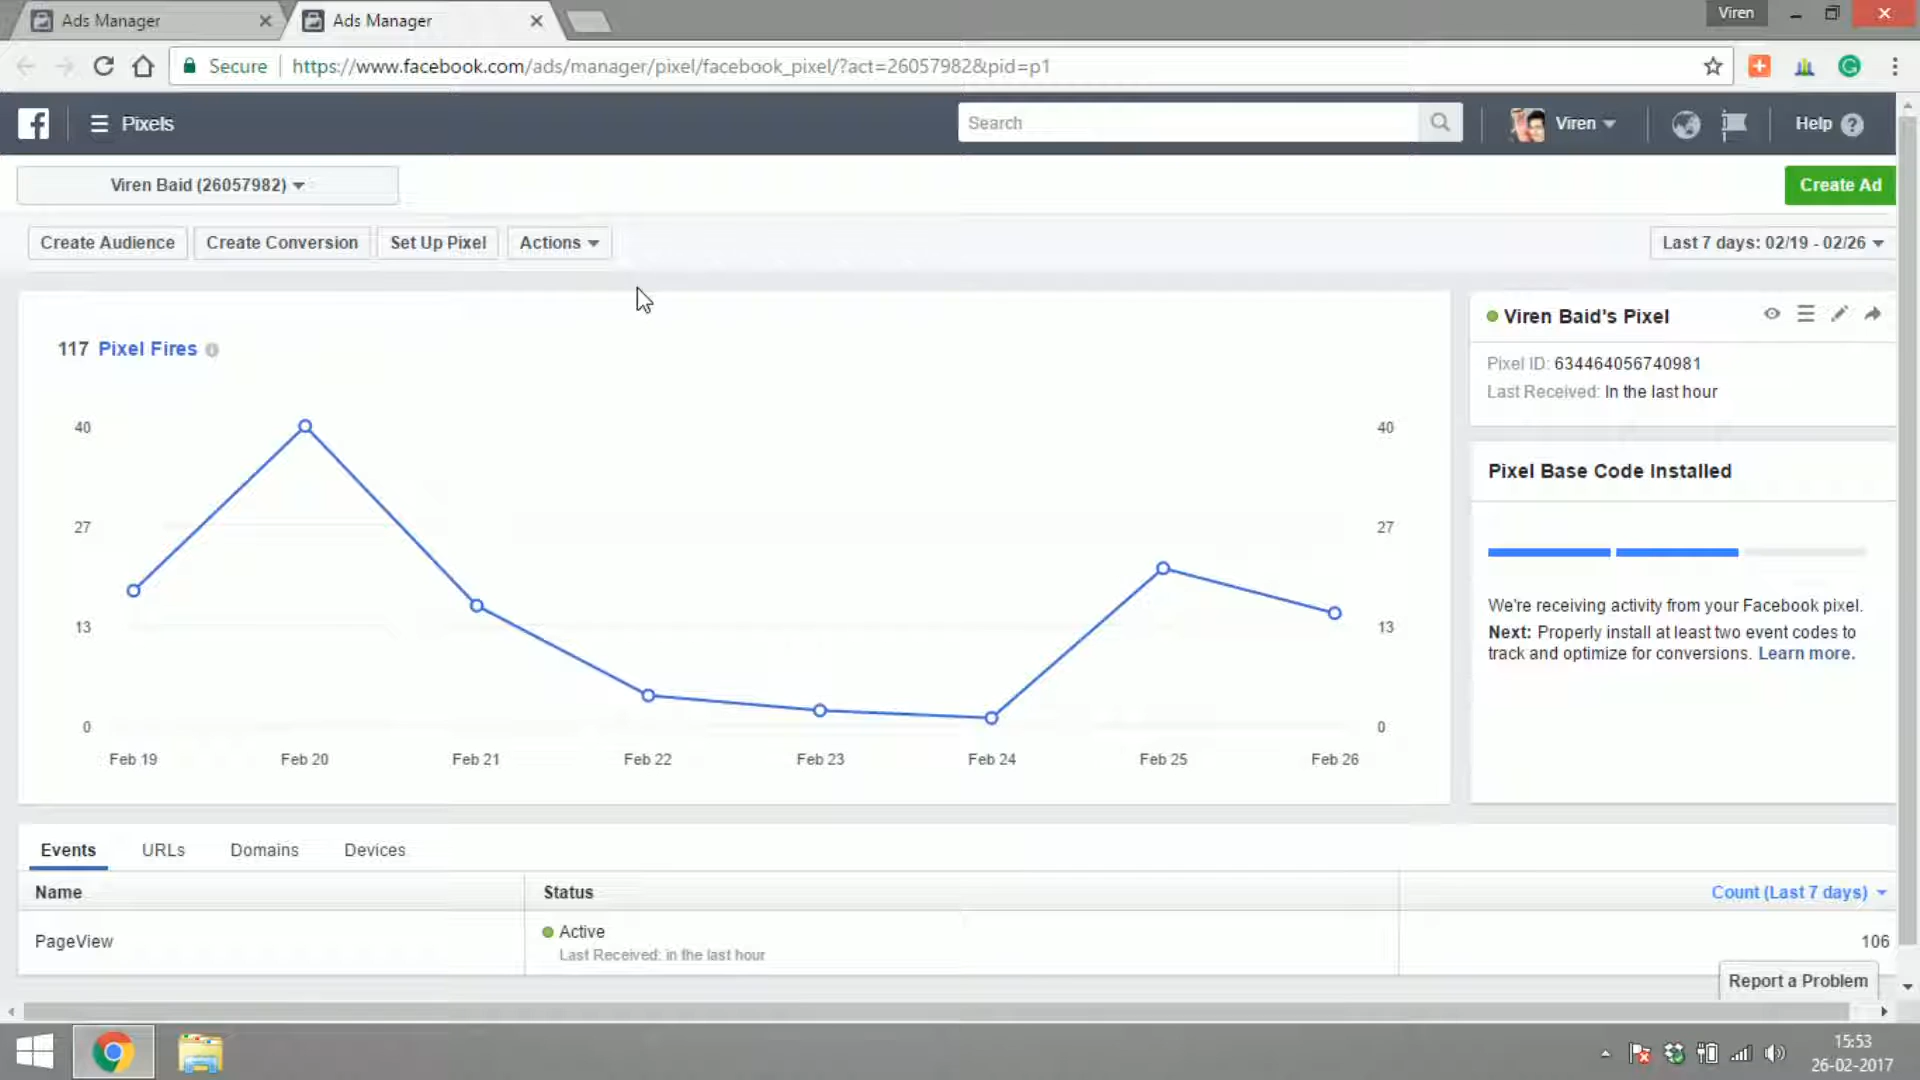 Ads Manager
Ads Manager
Viren
Secure
https://www.facebook.com/ads/manager/pixel/facebook_pixel/?act=26057982&pid=p1
Pixels
Search
Viren
Help
Viren Baid (26057982)
Create Ad
Create Audience
Create Conversion
Set Up Pixel
Actions
Last 7 days: 02/19 - 02/26
117 Pixel Fires
40
27
13
0
40
27
13
0
Feb 19
Feb 20
Feb 21
Feb 22
Feb 23
Feb 24
Feb 25
Feb 26
Viren Baid's Pixel
Pixel ID: 634464056740981
Last Received: In the last hour
Pixel Base Code Installed
We're receiving activity from your Facebook pixel.
Next: Properly install at least two event codes to
track and optimize for conversions. Learn more.
Events
URLs
Domains
Devices
Name
Status
Count (Last 7 days)
PageView
Active
Last Received: in the last hour
106
Report a Problem
15:53
26-02-2017